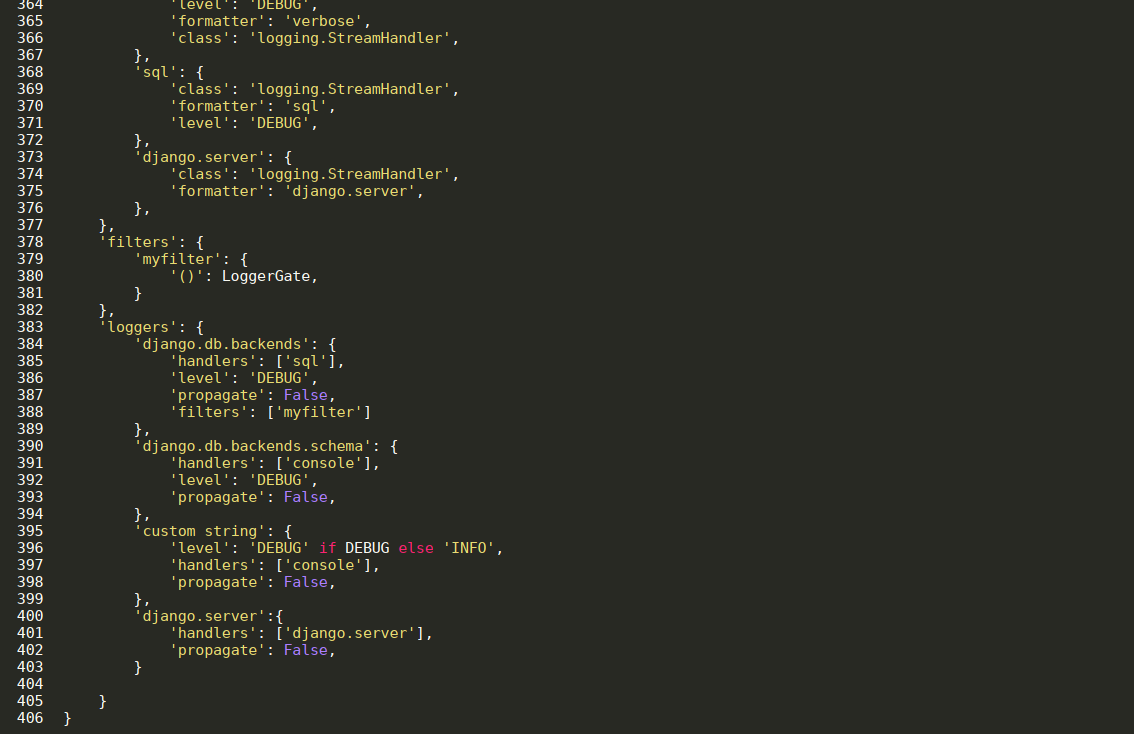 364              'level': 'DEBUG',
365              'formatter': 'verbose',
366              'class': 'logging.StreamHandler',
367          },
368          'sql': {
369              'class': 'logging.StreamHandler',
370              'formatter': 'sql',
371              'level': 'DEBUG',
372          },
373          'django.server': {
374              'class': 'logging.StreamHandler',
375              'formatter': 'django.server',
376          },
377      },
378      'filters': {
379          'myfilter': {
380              '()': LoggerGate,
381          }
382      },
383      'loggers': {
384          'django.db.backends': {
385              'handlers': ['sql'],
386              'level': 'DEBUG',
387              'propagate': False,
388              'filters': ['myfilter']
389          },
390          'django.db.backends.schema': {
391              'handlers': ['console'],
392              'level': 'DEBUG',
393              'propagate': False,
394          },
395          'custom string': {
396              'level': 'DEBUG' if DEBUG else 'INFO',
397              'handlers': ['console'],
398              'propagate': False,
399          },
400          'django.server':{
401              'handlers': ['django.server'],
402              'propagate': False,
403          }
404
405      }
406  }